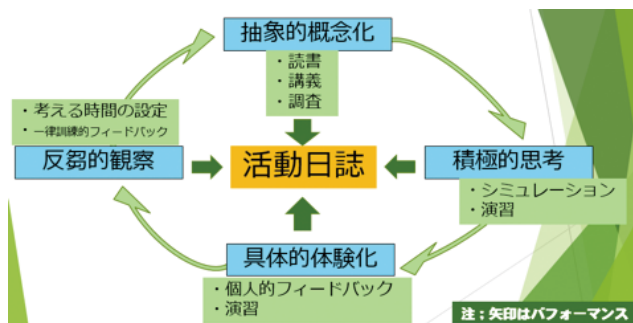 抽象的概念化
・読書
・講義
・調査
・考える時間の設定
・一律訓練的フィードバック
反芻的観察
活動日誌
積極的思考
・シミュレーション
・演習
具体的体験化
・個人的フィードバック
・演習
注；矢印はパフォーマンス